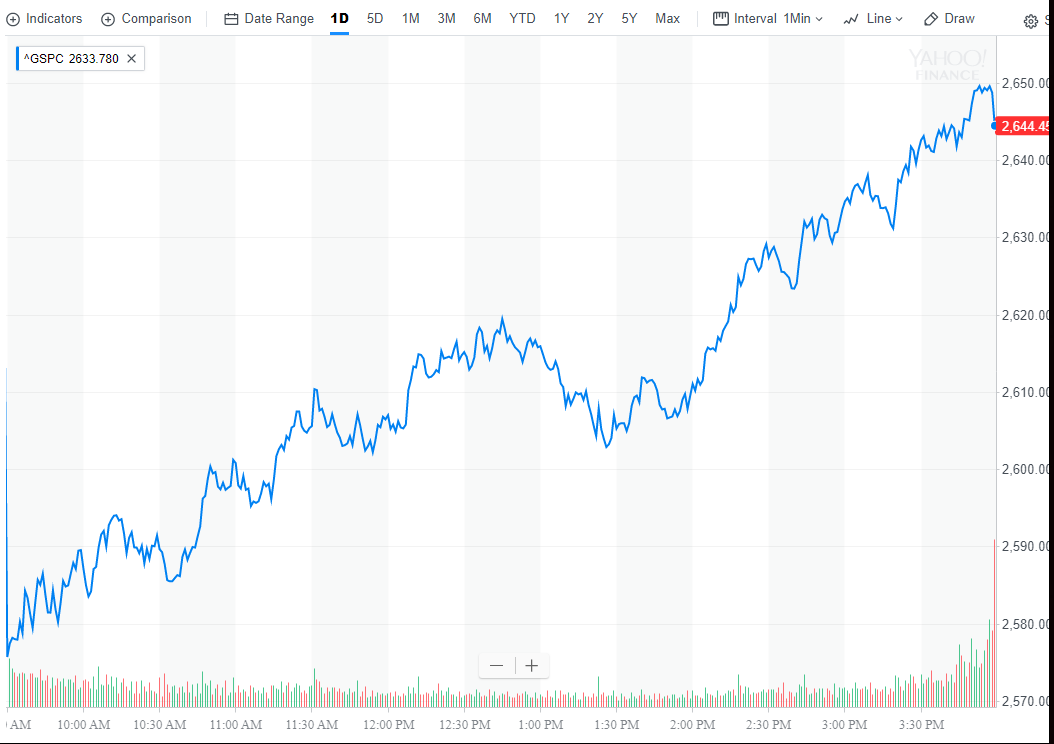 Indicators Comparison Date Range 1D 5D 1M 3M 6M YTD 1Y 2Y 5Y Max Interval 1Min Line Draw S
^GSPC 2633.780
YAHOO!
FINANCE
2,650.00
2,644.45
2,640.00
2,630.00
2,620.00
2,610.00
2,600.00
2,590.00
2,580.00
2,570.00
AM 10:00 AM 10:30 AM 11:00 AM 11:30 AM 12:00 PM 12:30 PM 1:00 PM 1:30 PM 2:00 PM 2:30 PM 3:00 PM 3:30 PM